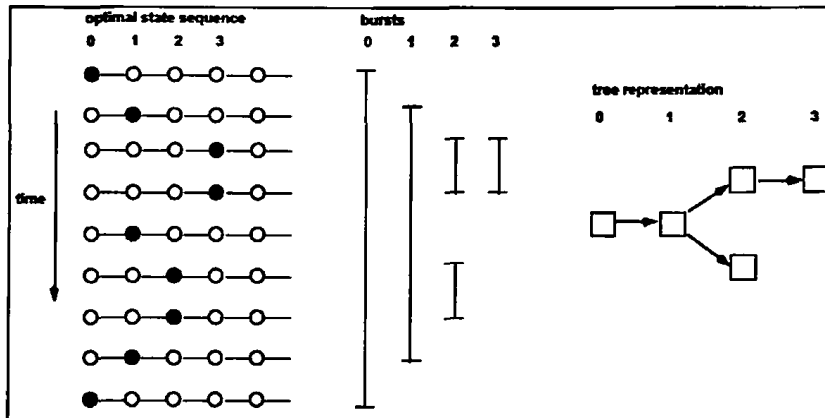 optimal state sequence
0 1 2 3
bursts
0 1 2 3
time
tree representation
0 1 2 3